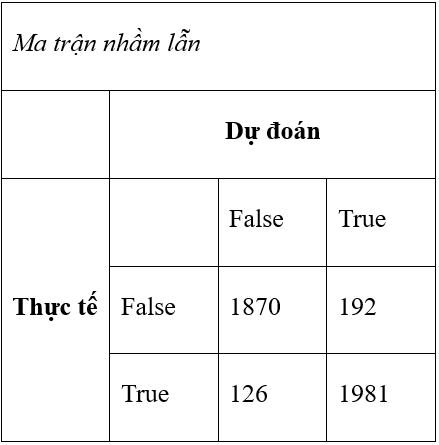 Ma trận nhầm lẫn
Dự đoán
False True
Thực tế False 1870 192
True 126 1981